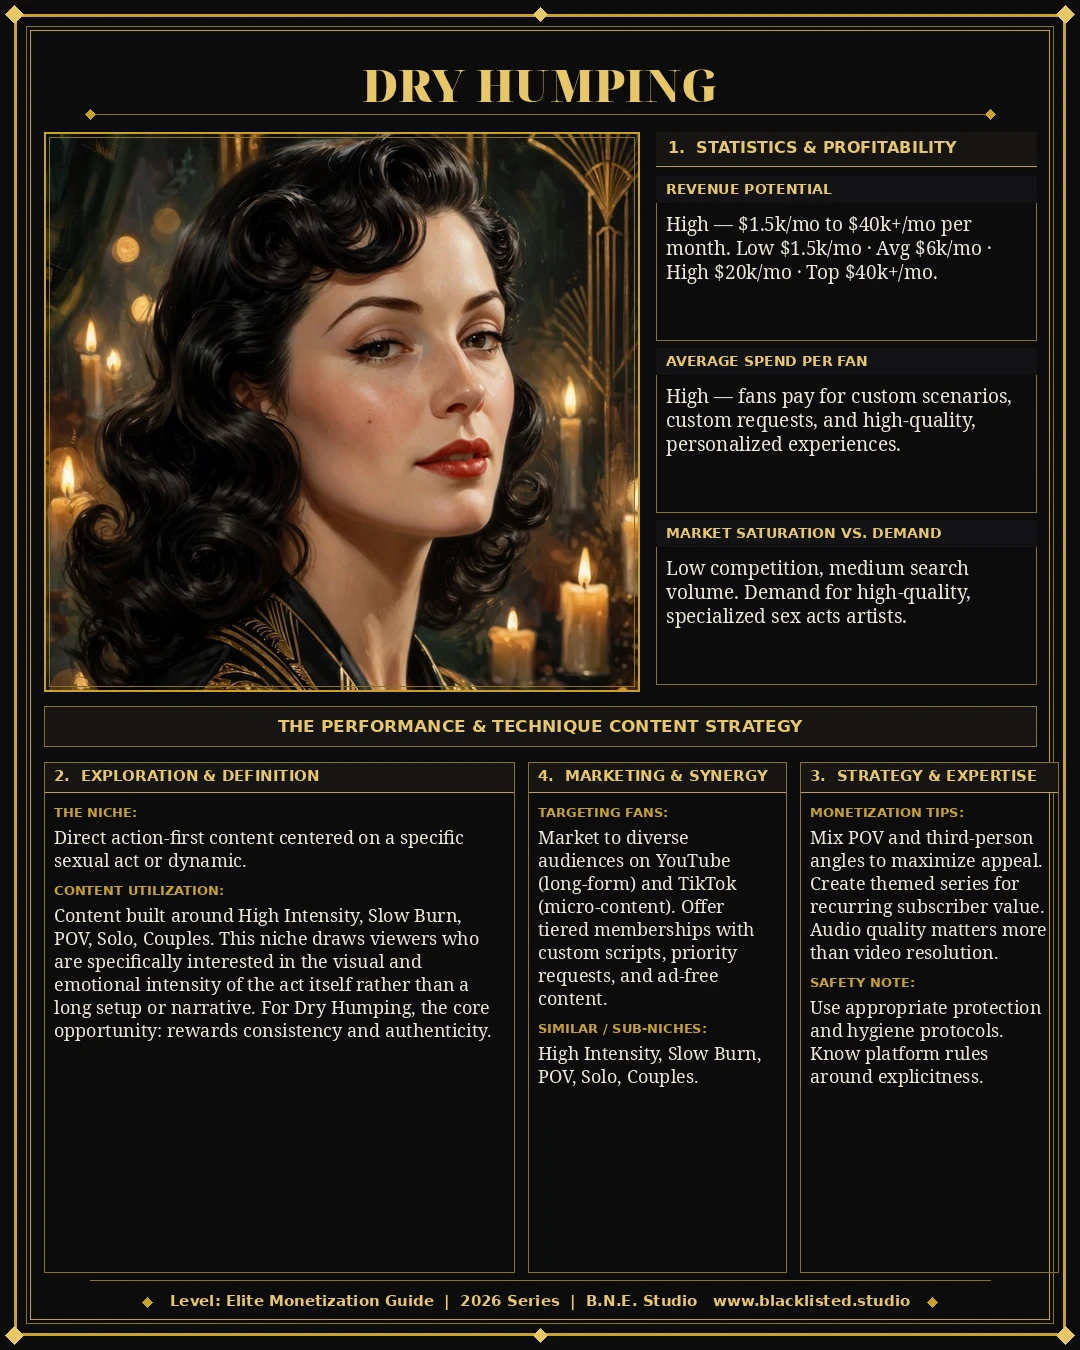 DRY HUMPING
1. STATISTICS & PROFITABILITY
REVENUE POTENTIAL
High — $1.5k/mo to $40k+/mo per
month. Low $1.5k/mo · Avg $6k/mo ·
High $20k/mo · Top $40k+/mo.
AVERAGE SPEND PER FAN
High — fans pay for custom scenarios,
custom requests, and high-quality,
personalized experiences.
MARKET SATURATION VS. DEMAND
Low competition, medium search
volume. Demand for high-quality,
specialized sex acts artists.
THE PERFORMANCE & TECHNIQUE CONTENT STRATEGY
2. EXPLORATION & DEFINITION
THE NICHE:
Direct action-first content centered on a specific
sexual act or dynamic.
CONTENT UTILIZATION:
Content built around High Intensity, Slow Burn,
POV, Solo, Couples. This niche draws viewers who
are specifically interested in the visual and
emotional intensity of the act itself rather than a
long setup or narrative. For Dry Humping, the core
opportunity: rewards consistency and authenticity.
4. MARKETING & SYNERGY
TARGETING FANS:
Market to diverse
audiences on YouTube
(long-form) and TikTok
(micro-content). Offer
tiered memberships with
custom scripts, priority
requests, and ad-free
content.
SIMILAR / SUB-NICHES:
High Intensity, Slow Burn,
POV, Solo, Couples.
3. STRATEGY & EXPERTISE
MONETIZATION TIPS:
Mix POV and third-person
angles to maximize appeal.
Create themed series for
recurring subscriber value.
Audio quality matters more
than video resolution.
SAFETY NOTE:
Use appropriate protection
and hygiene protocols.
Know platform rules
around explicitness.
Level: Elite Monetization Guide | 2026 Series | B.N.E. Studio www.blacklisted.studio